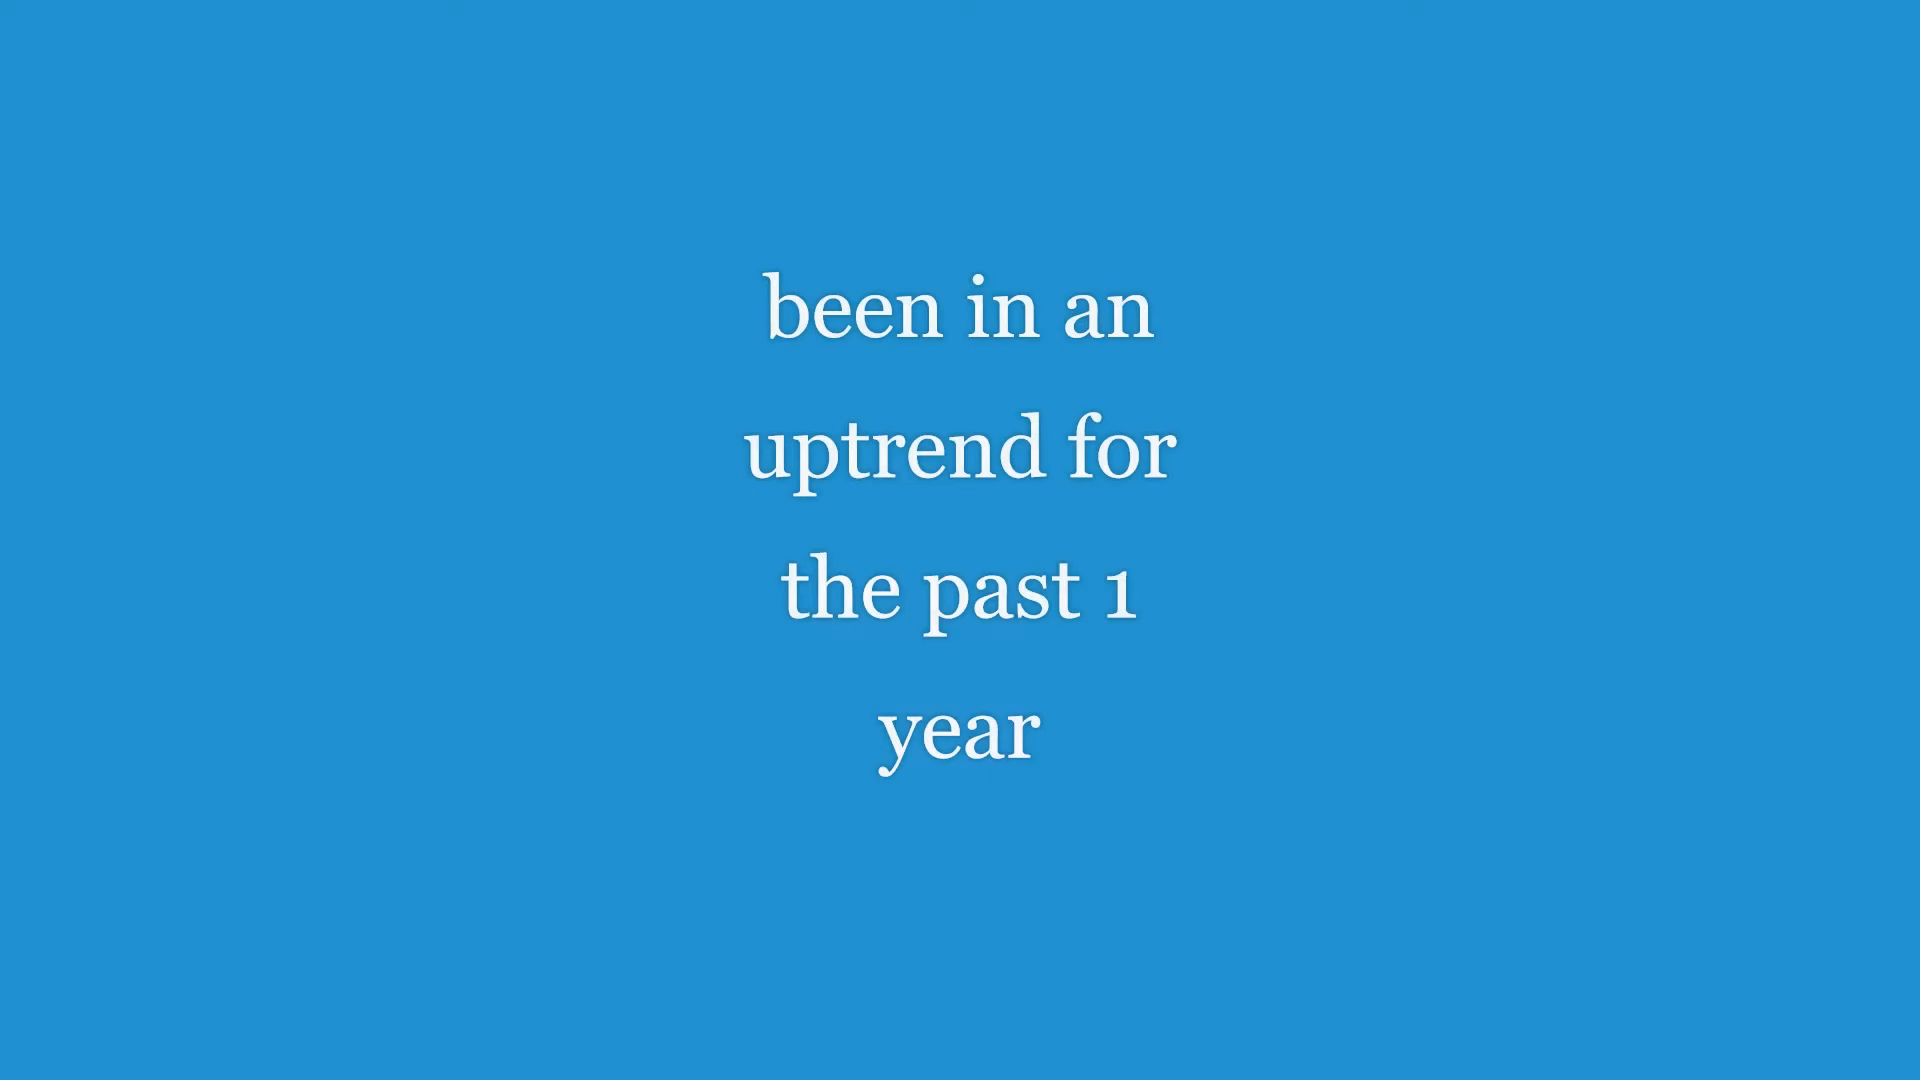 been in an
uptrend for
the past 1
year